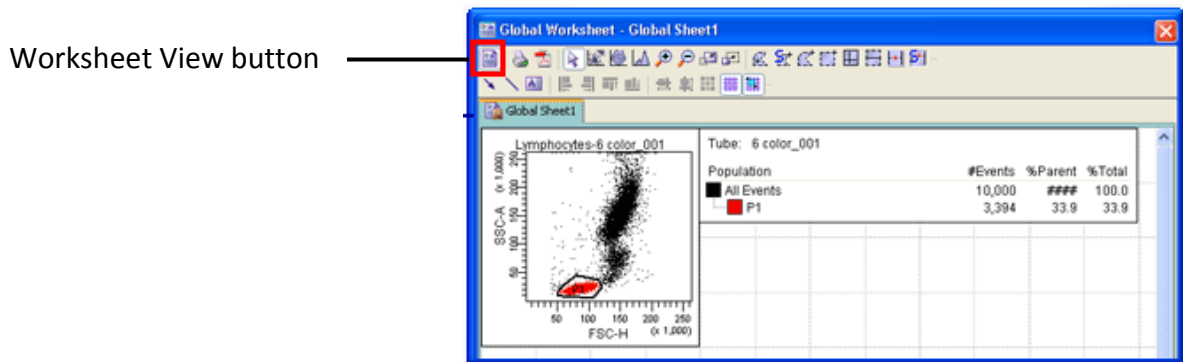 Worksheet View button
Global Worksheet - Global Sheet1
Global Sheet1
Lymphocytes-6 color_001
SSC-A
(x 1,000)
50 100 150 200 250
P1
50 100 150 200 250
FSC-H
(x 1,000)
Tube: 6 color_001
Population #Events %Parent %Total
All Events 10,000 #### 100.0
P1 3,394 33.9 33.9